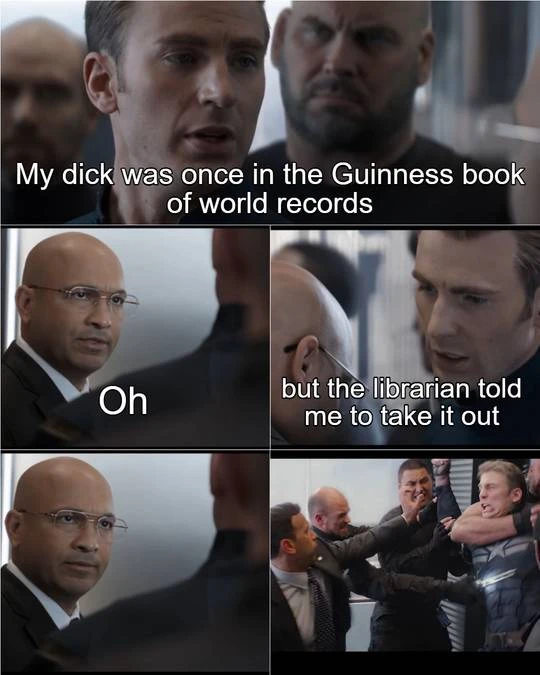 My dick was once in the Guinness book
of world records
Oh
but the librarian told
me to take it out